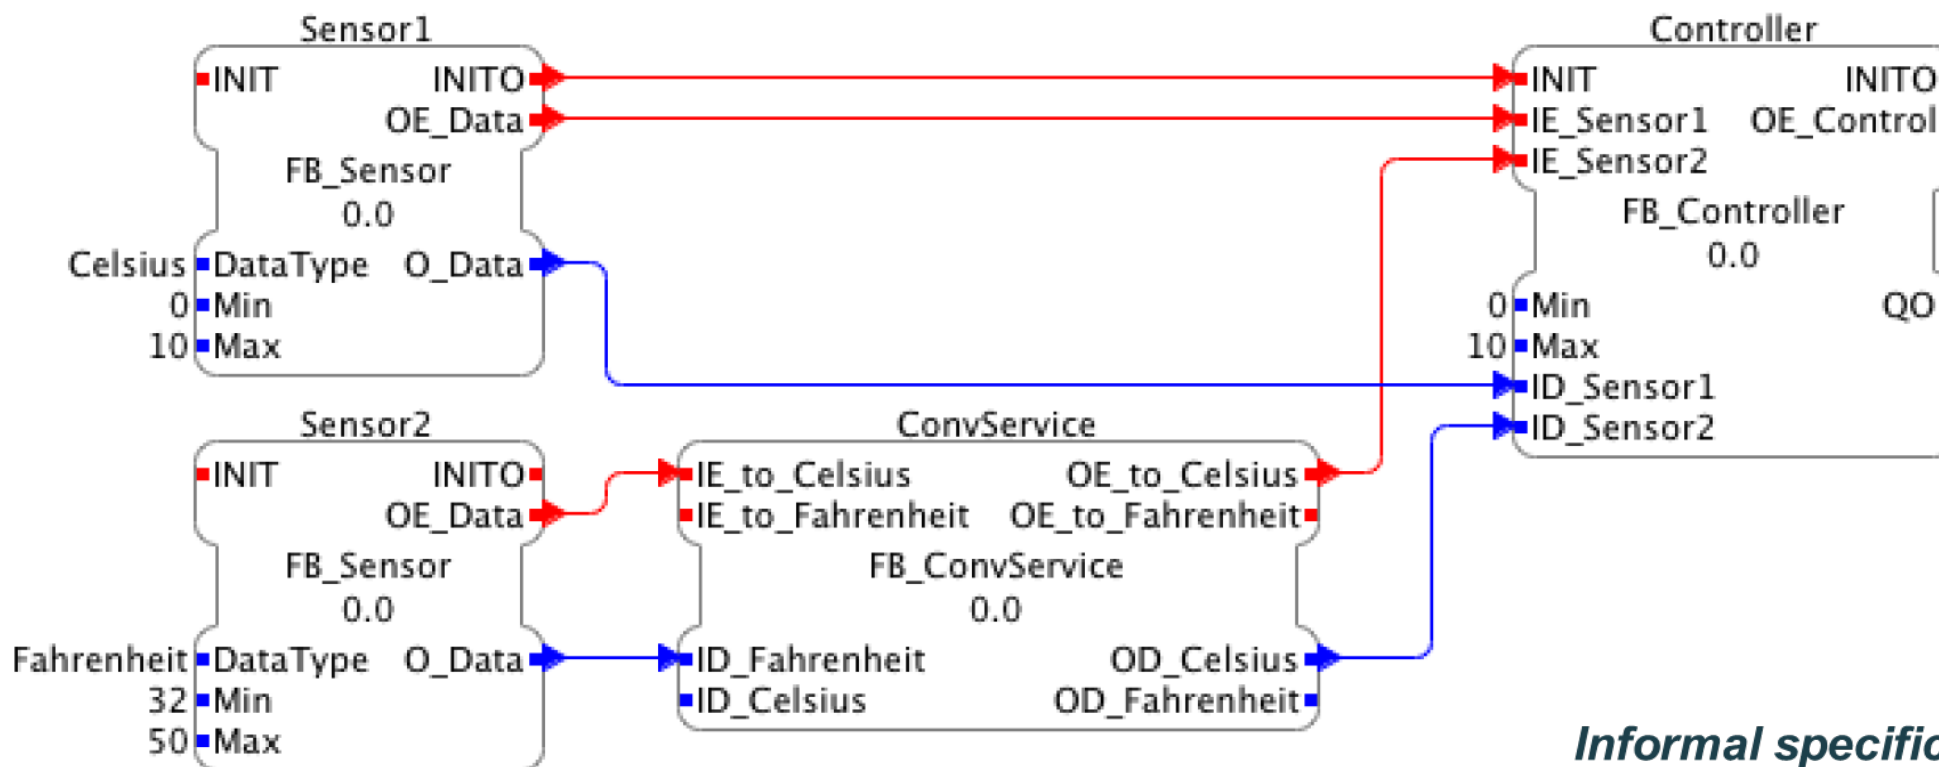 Sensor1
INIT INITO
OE_Data
FB_Sensor
0.0
Celsius DataType O_Data
0 Min
10 Max
Controller
INIT INITO
IE_Sensor1 OE_Control
IE_Sensor2
FB_Controller
0.0
0 Min QO
10 Max
ID_Sensor1
ID_Sensor2
Sensor2
INIT INITO
OE_Data
FB_Sensor
0.0
Fahrenheit DataType O_Data
32 Min
50 Max
ConvService
IE_to_Celsius OE_to_Celsius
IE_to_Fahrenheit OE_to_Fahrenheit
FB_ConvService
0.0
ID_Fahrenheit OD_Celsius
ID_Celsius OD_Fahrenheit
Informal